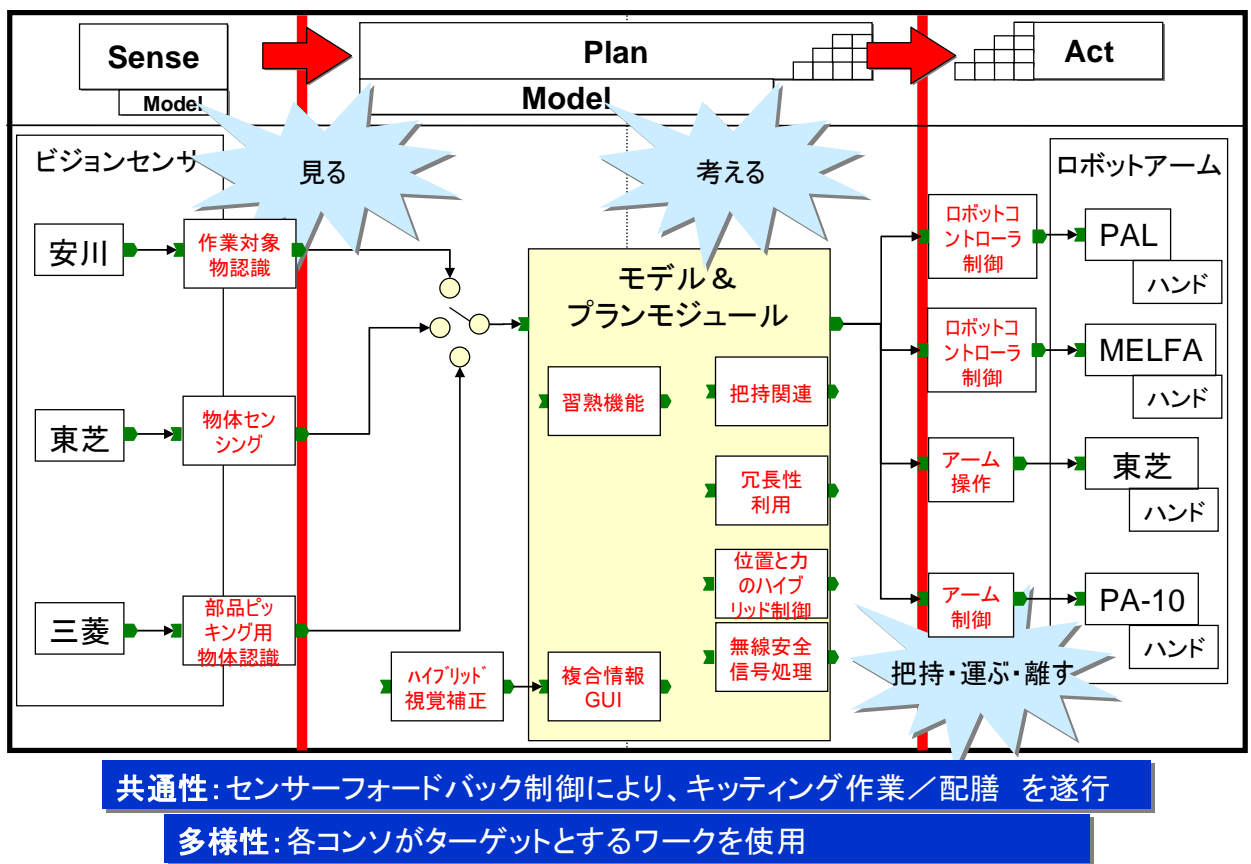 Sense
Model
Plan
Model
Act
ビジョンセンサ
見る
考える
ロボットアーム
安川
作業対象
物認識
東芝
物体セン
シング
三菱
部品ピッ
キング用
物体認識
モデル＆
プランモジュール
習熟機能
把持関連
冗長性
利用
位置と力
のハイブ
リッド制御
無線安全
信号処理
ﾊｲﾌﾞﾘｯﾄﾞ
視覚補正
複合情報
GUI
ロボットコ
ントローラ
制御
PAL
ハンド
ロボットコ
ントローラ
制御
MELFA
ハンド
アーム
操作
東芝
ハンド
アーム
制御
PA-10
ハンド
把持・運ぶ・離す
共通性：センサーフォードバック制御により、キッティング作業／配膳　を遂行
多様性：各コンソがターゲットとするワークを使用